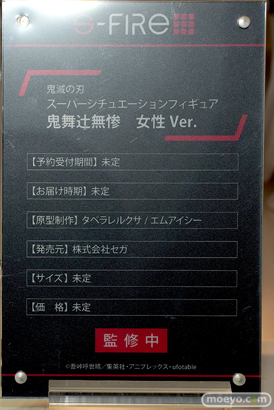 S-FIRE
鬼滅の刃
スーパーシチュエーションフィギュア
鬼舞辻無惨　女性 Ver.
【予約受付期間】未定
【お届け時期】未定
【原型制作】タペラレルクサ / エムアイシー
【発売元】株式会社セガ
【サイズ】未定
【価　格】未定
監修中
©吾峠呼世晴／集英社・アニプレックス・ufotable
moeyo.com